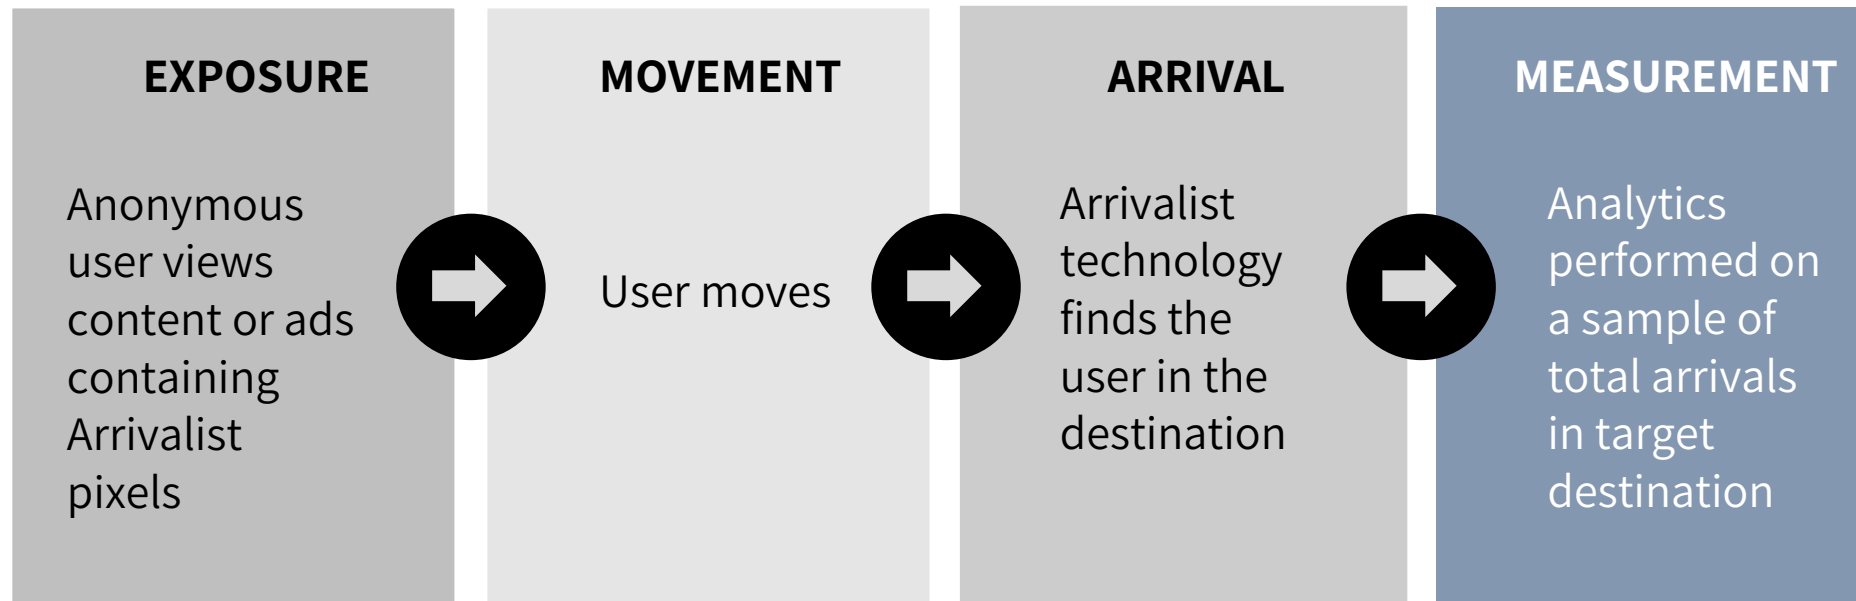 EXPOSURE
Anonymous
user views
content or ads
containing
Arrivalist
pixels
MOVEMENT
User moves
ARRIVAL
Arrivalist
technology
finds the
user in the
destination
MEASUREMENT
Analytics
performed on
a sample of
total arrivals
in target
destination